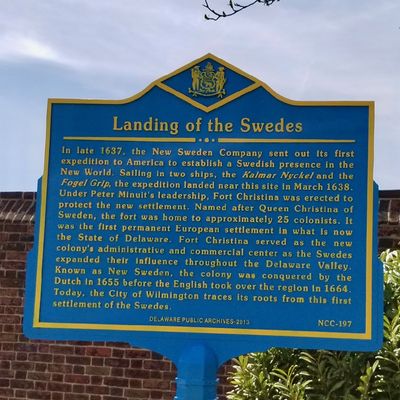 Landing of the Swedes
In late 1637, the New Sweden Company sent out its first
expedition to America to establish a Swedish presence in the
New World. Sailing in two ships, the Kalmar Nyckel and the
Fogel Grip, the expedition landed near this site in March 1638.
Under Peter Minuit's leadership, Fort Christina was erected to
protect the new settlement. Named after Queen Christina of
Sweden, the fort was home to approximately 25 colonists. It
was the first permanent European settlement in what is now
the State of Delaware. Fort Christina served as the new
colony's administrative and commercial center as the Swedes
expanded their influence throughout the Delaware Valley.
Known as New Sweden, the colony was conquered by the
Dutch in 1655 before the English took over the region in 1664.
Today, the City of Wilmington traces its roots from this first
settlement of the Swedes.
DELAWARE PUBLIC ARCHIVES-2013
NCC-197